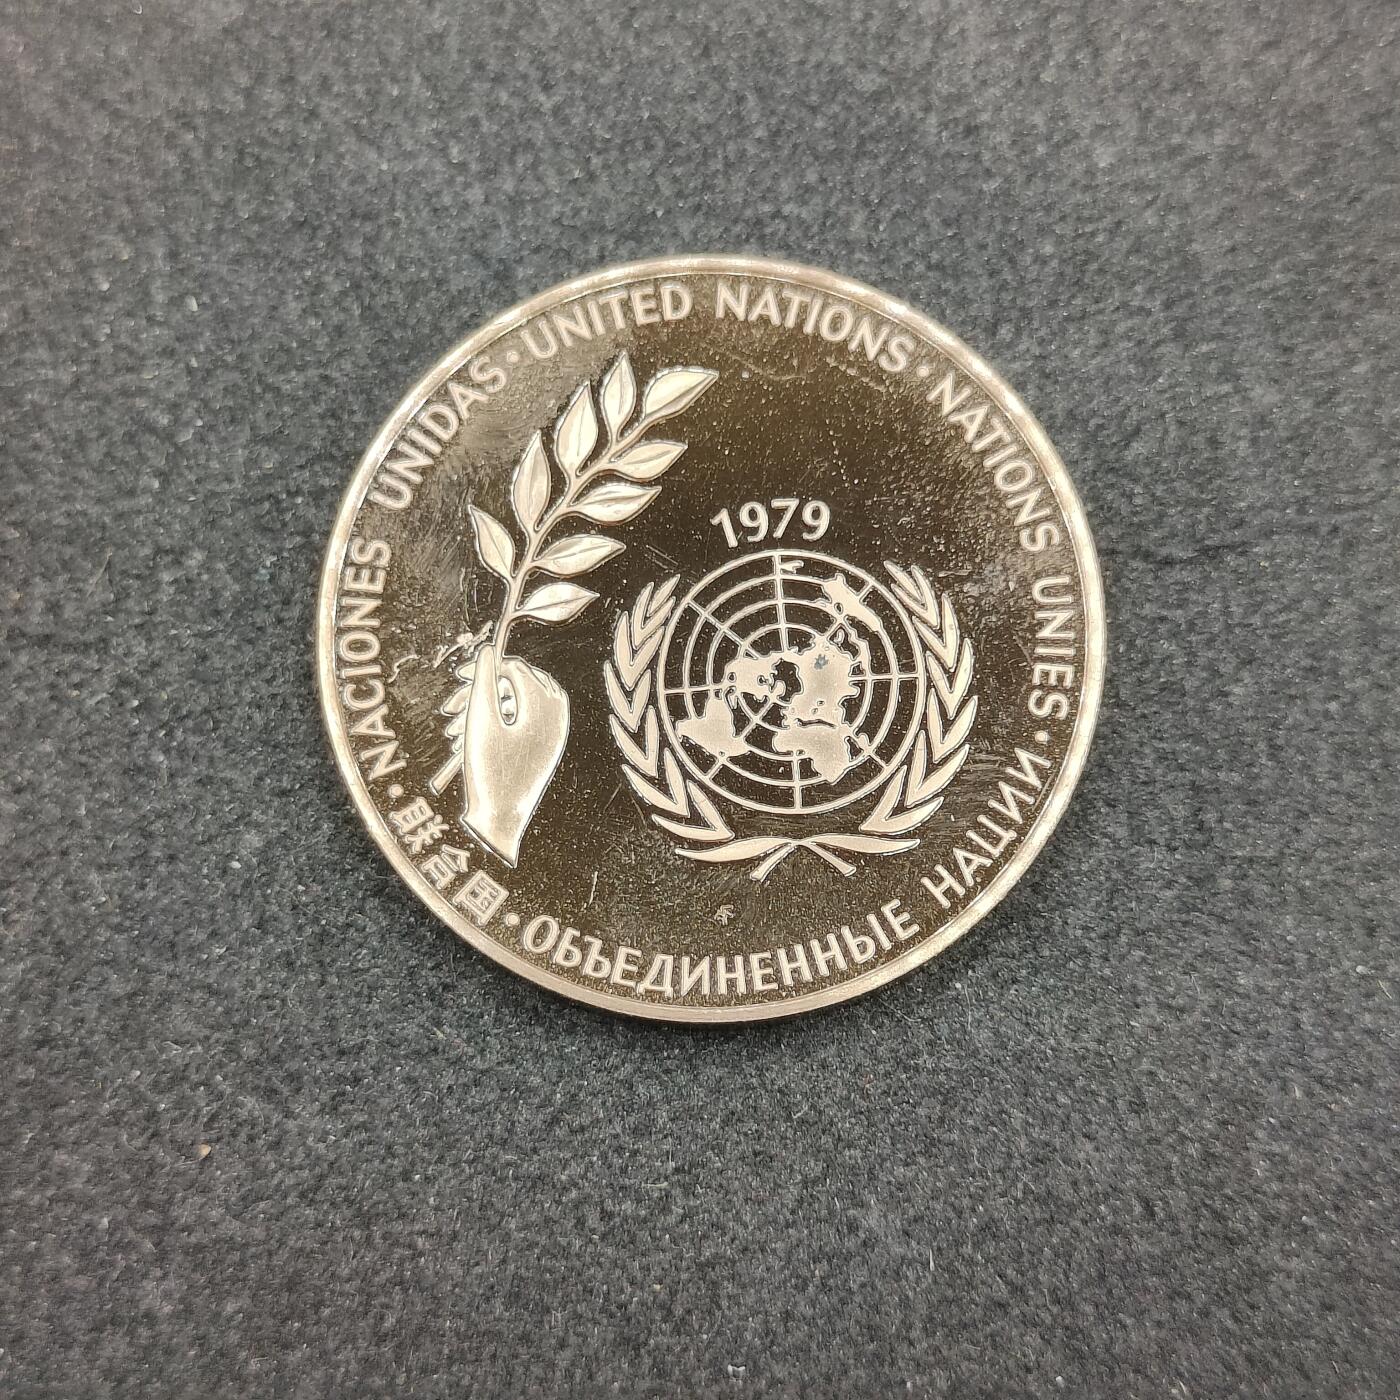 UNITED NATIONS · NATIONS UNIES · ОБЪЕДИНЕННЫЕ НАЦИИ · 联合国 · NACIONES UNIDAS ·
1979